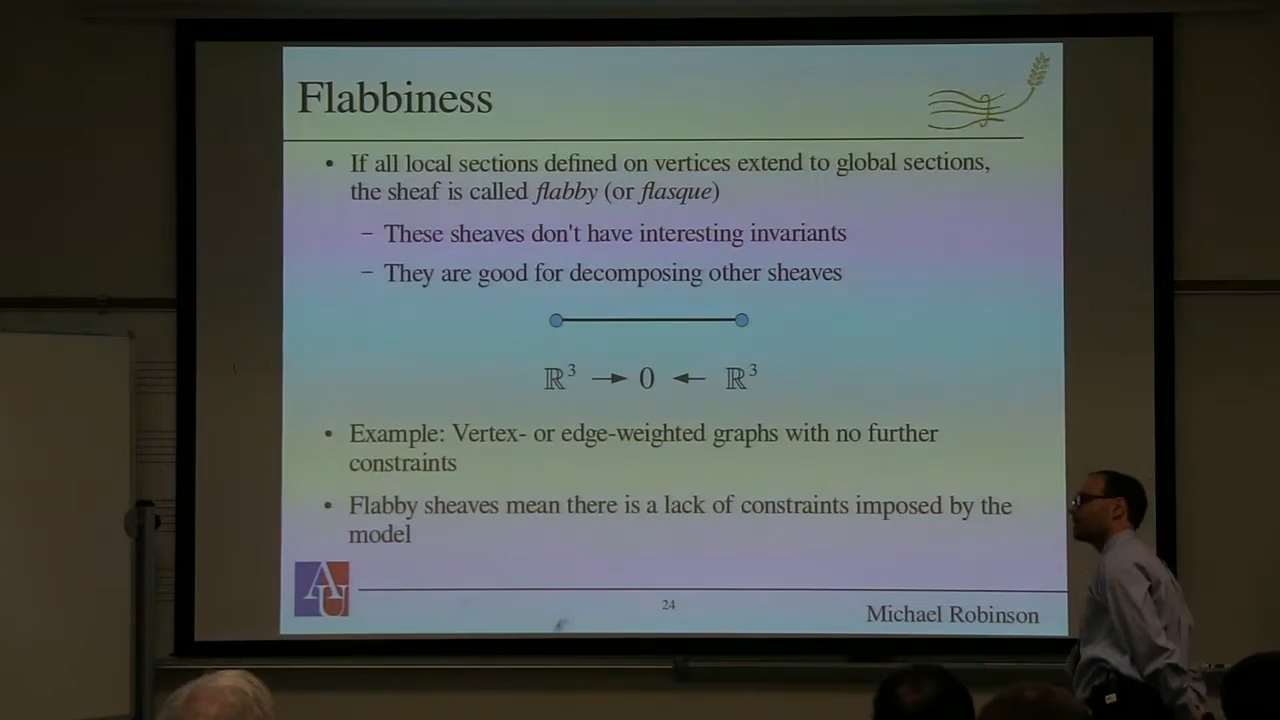 Flabbiness
• If all local sections defined on vertices extend to global sections,
the sheaf is called flabby (or flasque)
– These sheaves don't have interesting invariants
– They are good for decomposing other sheaves
ℝ³ → 0 ← ℝ³
• Example: Vertex- or edge-weighted graphs with no further
constraints
• Flabby sheaves mean there is a lack of constraints imposed by the
model
AU
24
Michael Robinson